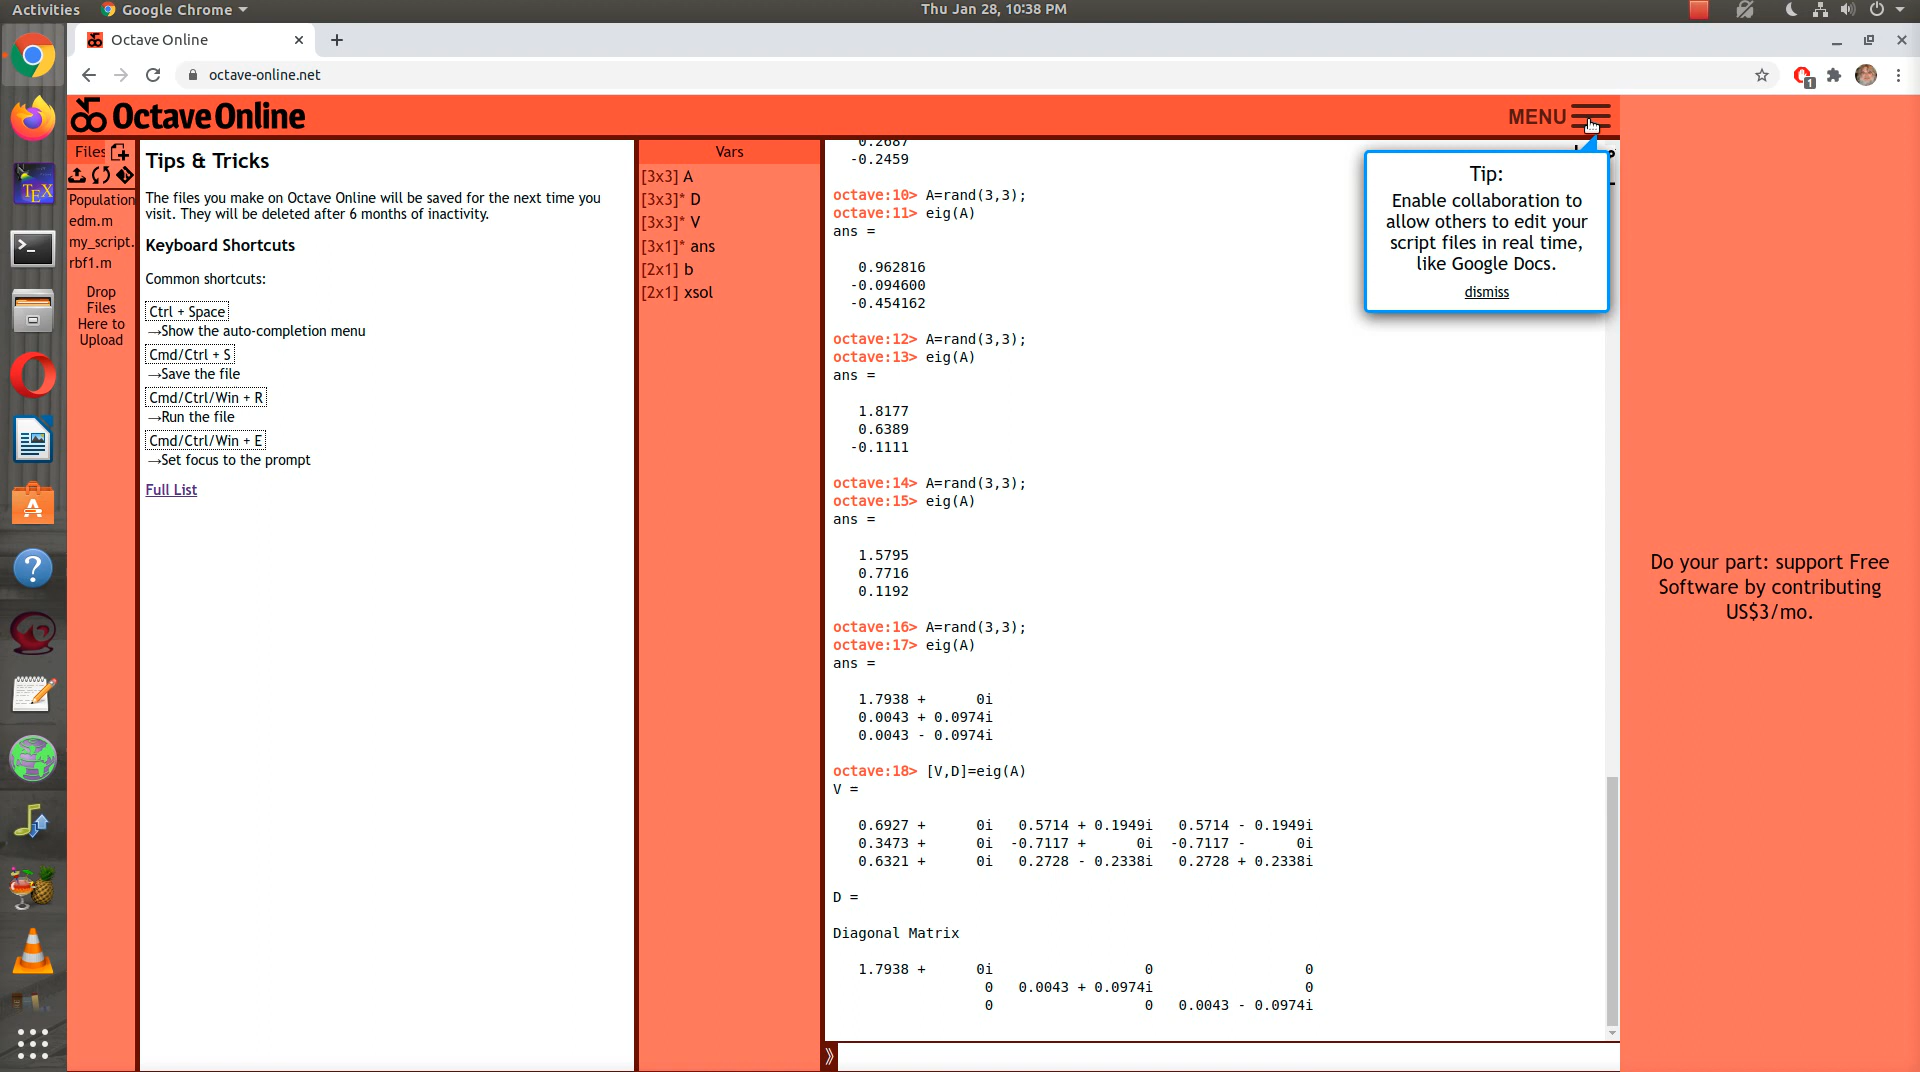 Activities Google Chrome Thu Jan 28, 10:38 PM
Octave Online
octave-online.net
1
Octave Online MENU
Files
Population
edm.m
my_script.
rbf1.m
Drop
Files
Here to
Upload
Tips & Tricks
The files you make on Octave Online will be saved for the next time you
visit. They will be deleted after 6 months of inactivity.
Keyboard Shortcuts
Common shortcuts:
Ctrl + Space
→Show the auto-completion menu
Cmd/Ctrl + S
→Save the file
Cmd/Ctrl/Win + R
→Run the file
Cmd/Ctrl/Win + E
→Set focus to the prompt
Full List
Vars
[3x3] A
[3x3]* D
[3x3]* V
[3x1]* ans
[2x1] b
[2x1] xsol
0.2687
-0.2459
octave:10> A=rand(3,3);
octave:11> eig(A)
ans =
0.962816
-0.094600
-0.454162
octave:12> A=rand(3,3);
octave:13> eig(A)
ans =
1.8177
0.6389
-0.1111
octave:14> A=rand(3,3);
octave:15> eig(A)
ans =
1.5795
0.7716
0.1192
octave:16> A=rand(3,3);
octave:17> eig(A)
ans =
1.7938 + 0i
0.0043 + 0.0974i
0.0043 - 0.0974i
octave:18> [V,D]=eig(A)
V =
0.6927 + 0i 0.5714 + 0.1949i 0.5714 - 0.1949i
0.3473 + 0i -0.7117 + 0i -0.7117 - 0i
0.6321 + 0i 0.2728 - 0.2338i 0.2728 + 0.2338i
D =
Diagonal Matrix
1.7938 + 0i 0 0
0 0.0043 + 0.0974i 0
0 0 0.0043 - 0.0974i
Tip:
Enable collaboration to
allow others to edit your
script files in real time,
like Google Docs.
dismiss
Do your part: support Free
Software by contributing
US$3/mo.
TEX